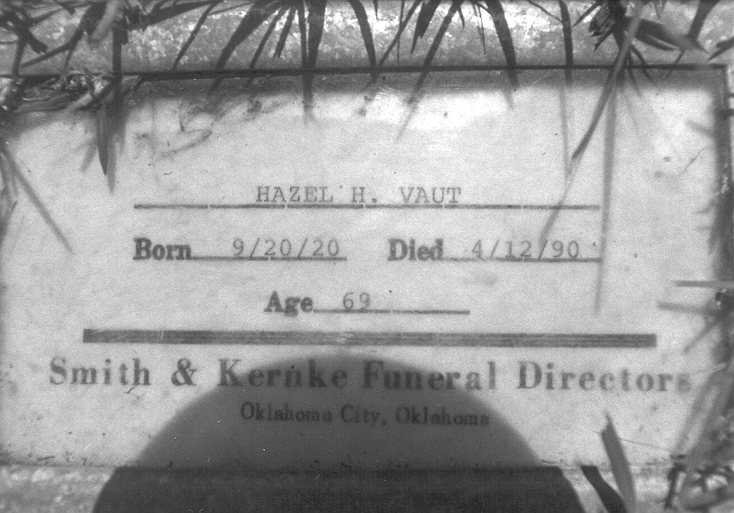 HAZEL H. VAUT
Born 9/20/20 Died 4/12/90
Age 69
Smith & Kernke Funeral Directors
Oklahoma City, Oklahoma